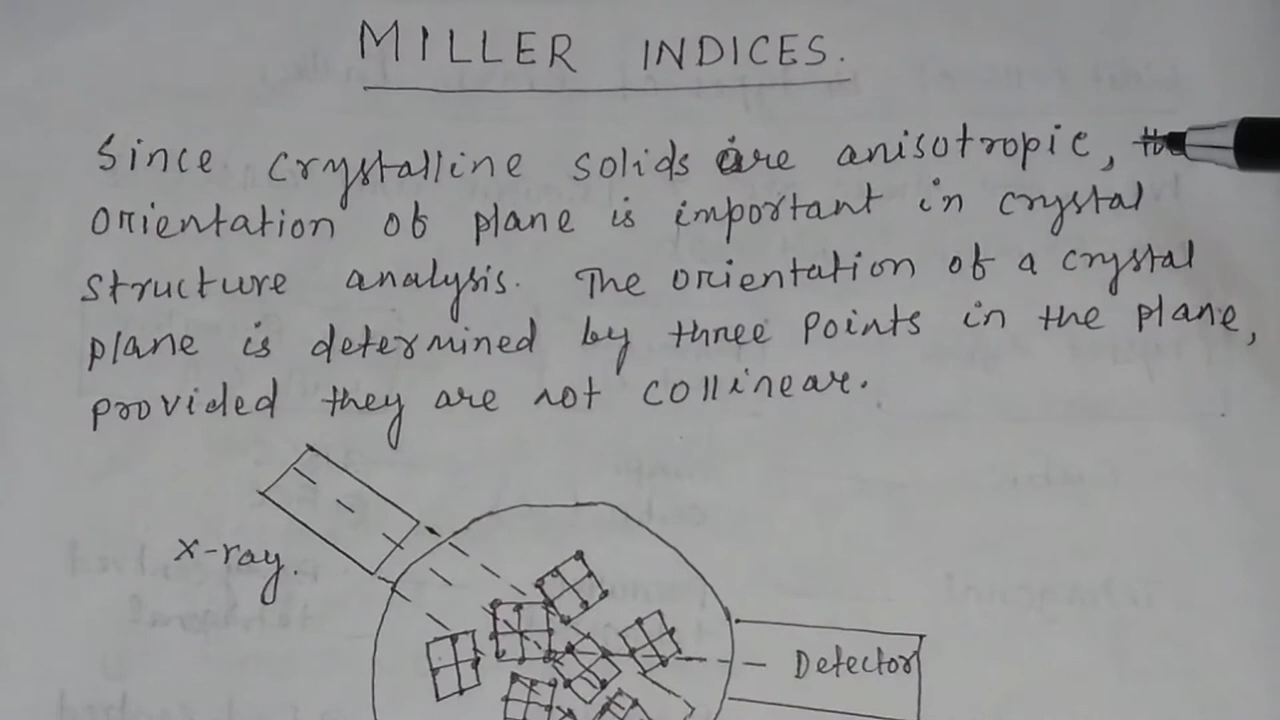 MILLER INDICES.
Since crystalline solids are anisotropic, the
orientation of plane is important in crystal
structure analysis. The orientation of a crystal
plane is determined by three points in the plane,
provided they are not collinear.
X-ray.
Detector